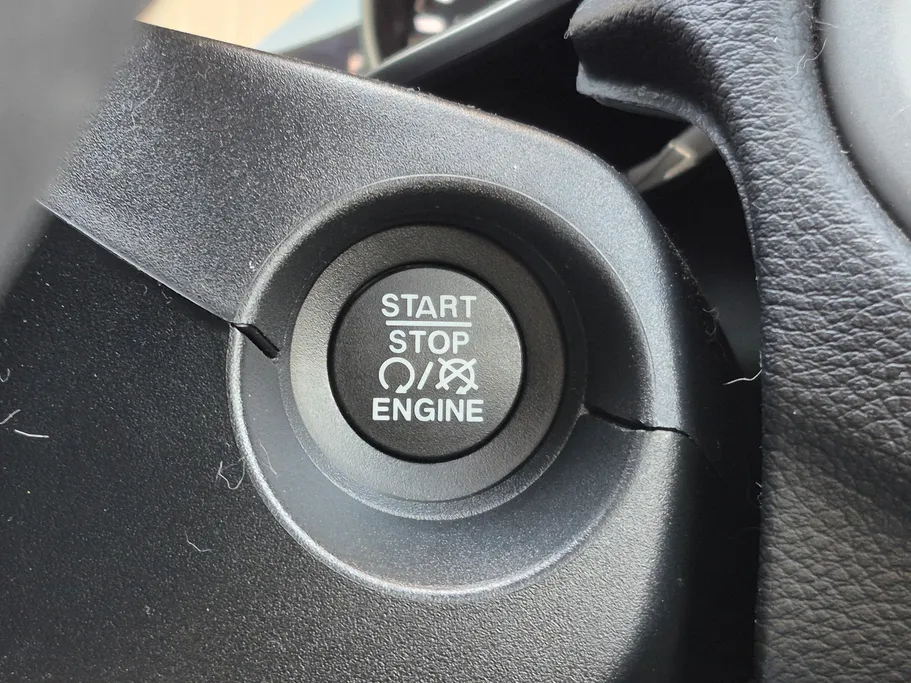 START
STOP
/
ENGINE